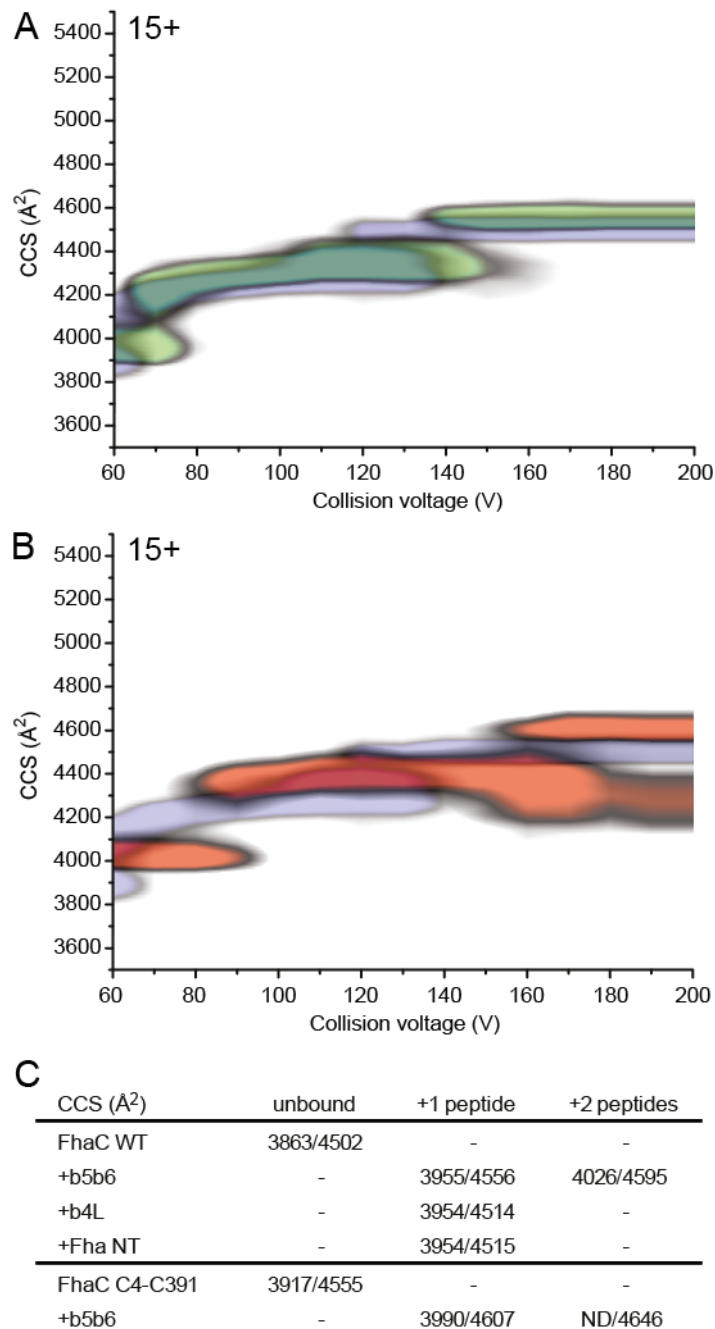 A
15+
5400
5200
5000
4800
4600
4400
4200
4000
3800
3600
CCS (Å²)
60 80 100 120 140 160 180 200
Collision voltage (V)
B
15+
5400
5200
5000
4800
4600
4400
4200
4000
3800
3600
CCS (Å²)
60 80 100 120 140 160 180 200
Collision voltage (V)
C
CCS (Å²) unbound +1 peptide +2 peptides
FhaC WT 3863/4502 - -
+b5b6 - 3955/4556 4026/4595
+b4L - 3954/4514 -
+Fha NT - 3954/4515 -
FhaC C4-C391 3917/4555 - -
+b5b6 - 3990/4607 ND/4646